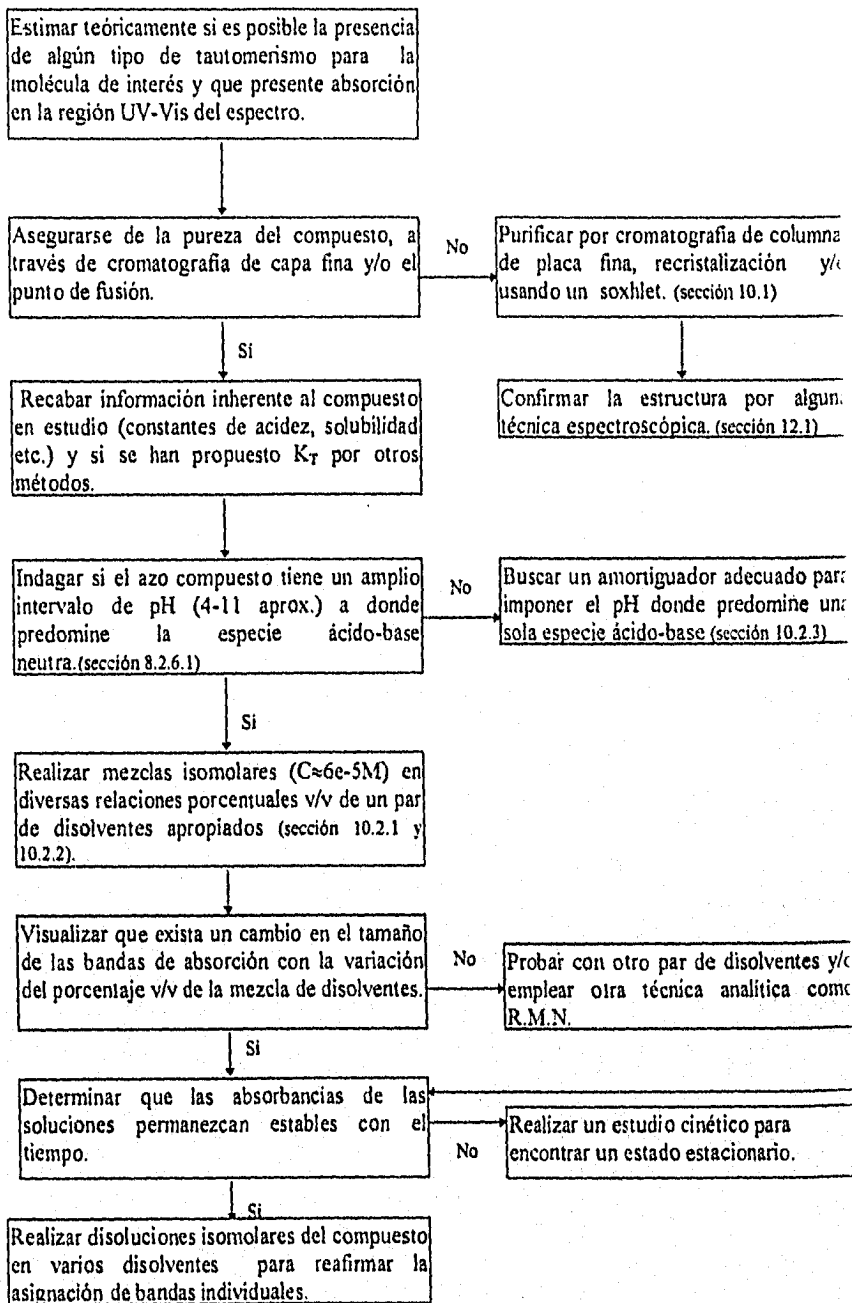 Estimar teóricamente si es posible la presencia
de algún tipo de tautomerismo para la
molécula de interés y que presente absorción
en la región UV-Vis del espectro.
Asegurarse de la pureza del compuesto, a
través de cromatografía de capa fina y/o el
punto de fusión.
No
Purificar por cromatografía de columna
de placa fina, recristalización y/
usando un soxhlet. (sección 10.1)
Si
Recabar información inherente al compuesto
en estudio (constantes de acidez, solubilidad
etc.) y si se han propuesto K_T por otros
métodos.
Confirmar la estructura por algun
técnica espectroscópica. (sección 12.1)
Indagar si el azo compuesto tiene un amplio
intervalo de pH (4-11 aprox.) a donde
predomine la especie ácido-base
neutra.(sección 8.2.6.1)
No
Buscar un amortiguador adecuado par
imponer el pH donde predomine un
sola especie ácido-base (sección 10.2.3)
Si
Realizar mezclas isomolares (C≈6e-5M) en
diversas relaciones porcentuales v/v de un par
de disolventes apropiados (sección 10.2.1 y
10.2.2).
Visualizar que exista un cambio en el tamaño
de las bandas de absorción con la variación
del porcentaje v/v de la mezcla de disolventes.
No
Probar con otro par de disolventes y/o
emplear otra técnica analítica como
R.M.N.
Si
Determinar que las absorbancias de las
soluciones permanezcan estables con el
tiempo.
No
Realizar un estudio cinético para
encontrar un estado estacionario.
Si
Realizar disoluciones isomolares del compuesto
en varios disolventes para reafirmar la
asignación de bandas individuales.